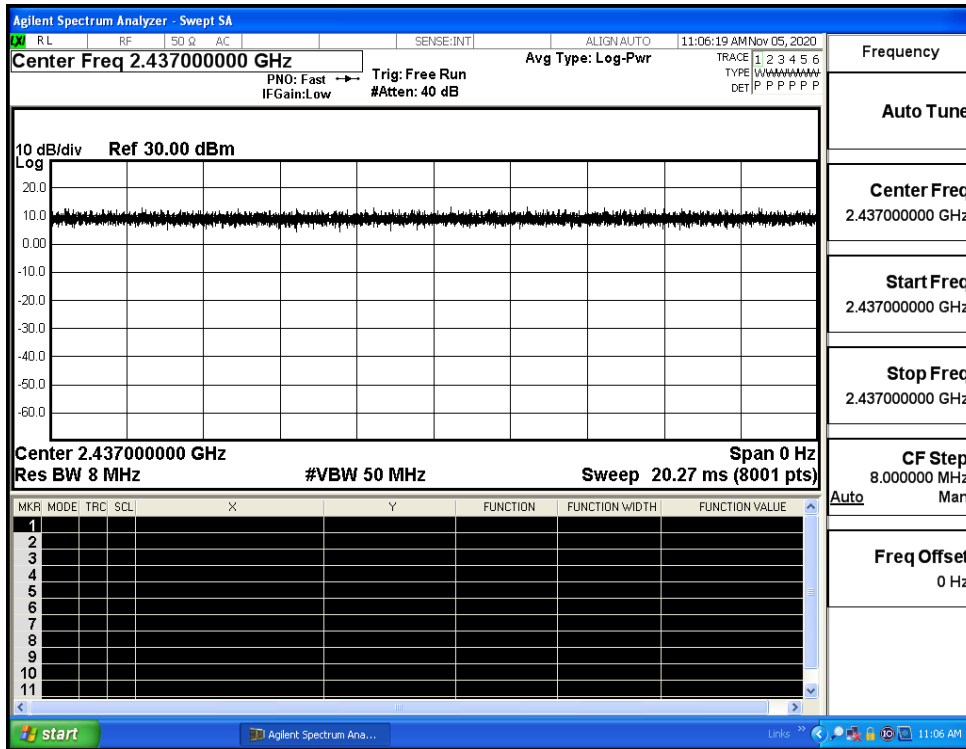 Agilent Spectrum Analyzer - Swept SA
LXI RL RF 50 Ω AC SENSE:INT ALIGN AUTO 11:06:19 AM Nov 05, 2020
Center Freq 2.437000000 GHz
PNO: Fast
IFGain:Low
Trig: Free Run
#Atten: 40 dB
Avg Type: Log-Pwr
TRACE 1 2 3 4 5 6
TYPE
DET P P P P P P
10 dB/div Ref 30.00 dBm
Log
20.0
10.0
0.00
-10.0
-20.0
-30.0
-40.0
-50.0
-60.0
Center 2.437000000 GHz Span 0 Hz
Res BW 8 MHz #VBW 50 MHz Sweep 20.27 ms (8001 pts)
MKR MODE TRC SCL X Y FUNCTION FUNCTION WIDTH FUNCTION VALUE
1
2
3
4
5
6
7
8
9
10
11
Frequency
Auto Tune
Center Freq
2.437000000 GHz
Start Freq
2.437000000 GHz
Stop Freq
2.437000000 GHz
CF Step
8.000000 MHz
Auto Man
Freq Offset
0 Hz
start Agilent Spectrum Ana... Links 11:06 AM